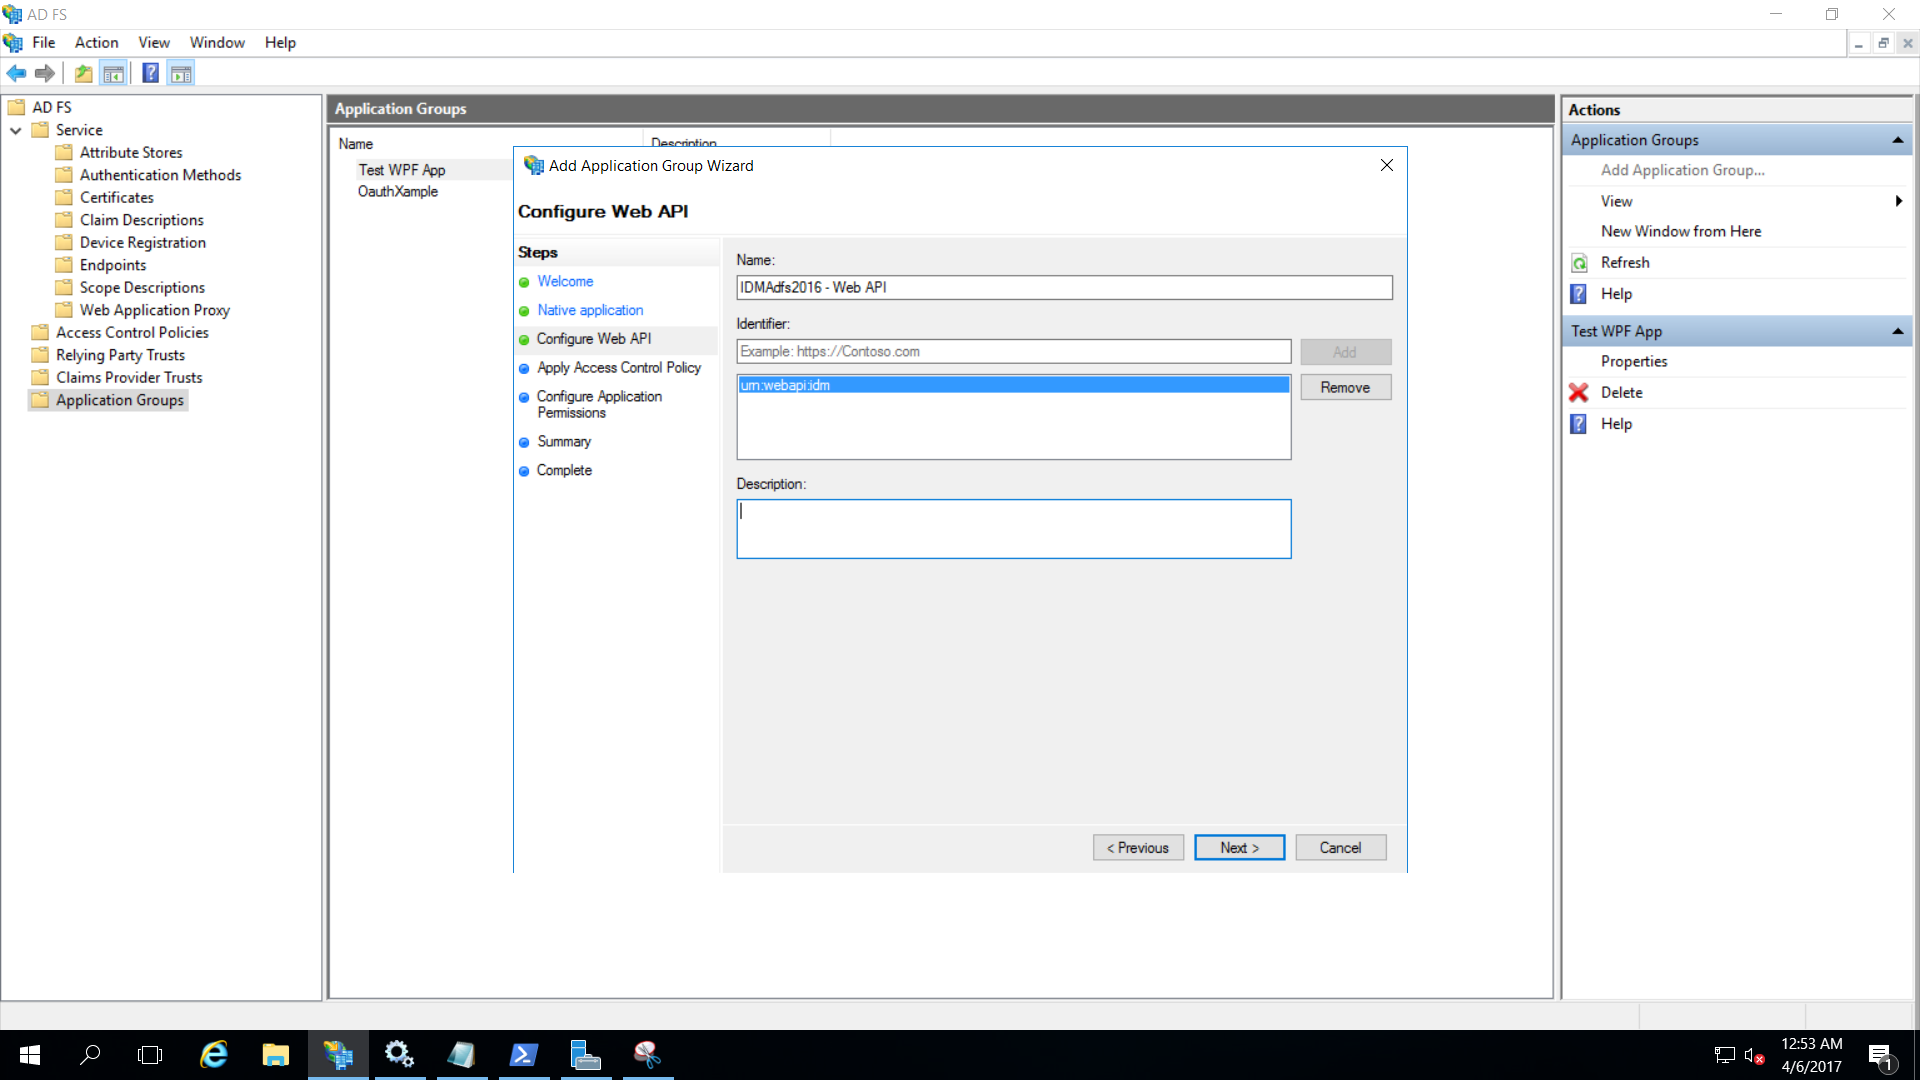 AD FS
File Action View Window Help
AD FS
Service
Attribute Stores
Authentication Methods
Certificates
Claim Descriptions
Device Registration
Endpoints
Scope Descriptions
Web Application Proxy
Access Control Policies
Relying Party Trusts
Claims Provider Trusts
Application Groups
Application Groups
Name Description
Test WPF App
OauthXample
Add Application Group Wizard
Configure Web API
Steps
Welcome
Native application
Configure Web API
Apply Access Control Policy
Configure Application
Permissions
Summary
Complete
Name:
IDMAdfs2016 - Web API
Identifier:
Example: https://Contoso.com
Add
urn:webapi:idm
Remove
Description:
< Previous
Next >
Cancel
Actions
Application Groups
Add Application Group...
View
New Window from Here
Refresh
Help
Test WPF App
Properties
Delete
Help
12:53 AM
4/6/2017
1